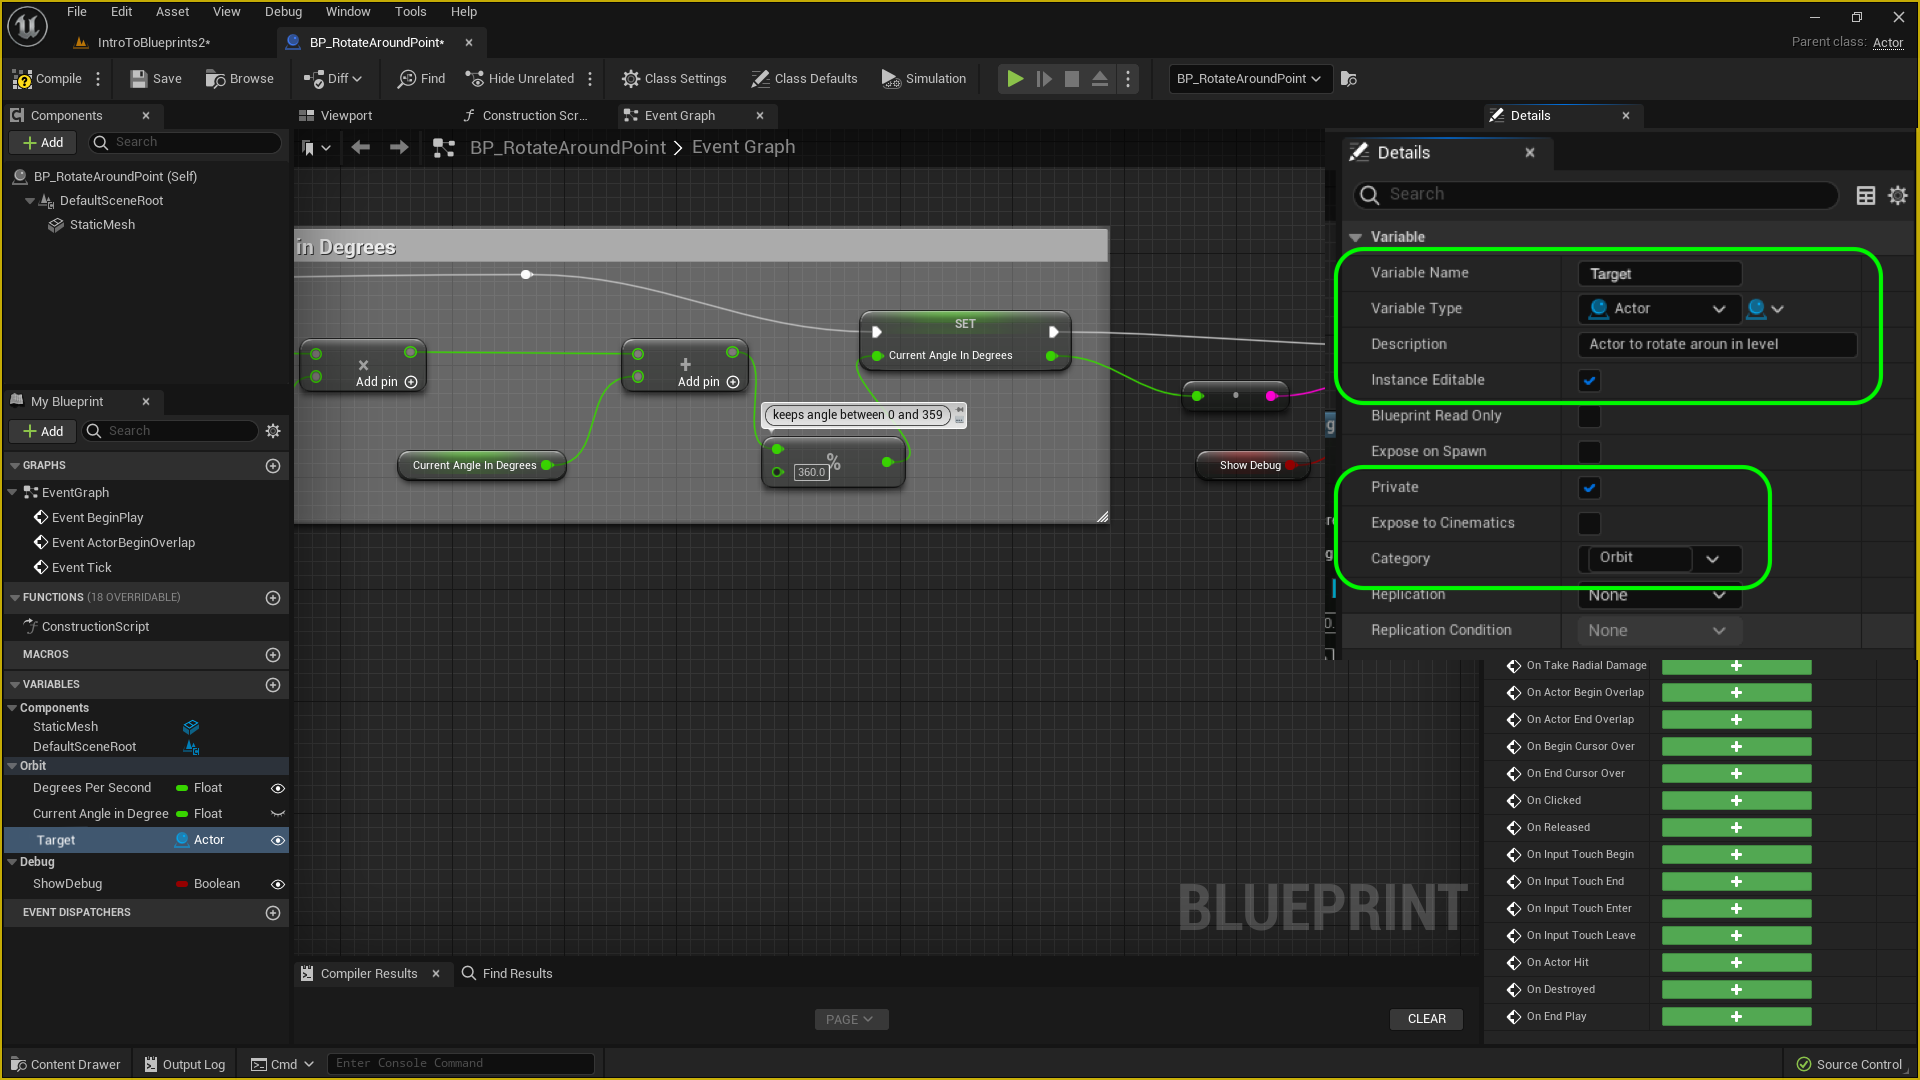 File Edit Asset View Debug Window Tools Help
IntroToBlueprints2*
BP_RotateAroundPoint*
Parent class: Actor
Compile
Save
Browse
Diff
Find
Hide Unrelated
Class Settings
Class Defaults
Simulation
BP_RotateAroundPoint
Components
Viewport
Construction Scr...
Event Graph
Details
Add
Search
BP_RotateAroundPoint > Event Graph
BP_RotateAroundPoint (Self)
DefaultSceneRoot
StaticMesh
in Degrees
SET
Current Angle In Degrees
×
Add pin
+
Add pin
keeps angle between 0 and 359
%
360.0
Current Angle In Degrees
Show Debug
BLUEPRINT
My Blueprint
Add
Search
GRAPHS
EventGraph
Event BeginPlay
Event ActorBeginOverlap
Event Tick
FUNCTIONS (18 OVERRIDABLE)
ConstructionScript
MACROS
VARIABLES
Components
StaticMesh
DefaultSceneRoot
Orbit
Degrees Per Second Float
Current Angle in Degree Float
Target Actor
Debug
ShowDebug Boolean
EVENT DISPATCHERS
Details
Search
Variable
Variable Name Target
Variable Type Actor
Description Actor to rotate aroun in level
Instance Editable
Blueprint Read Only
Expose on Spawn
Private
Expose to Cinematics
Category Orbit
Replication None
Replication Condition None
On Take Radial Damage
On Actor Begin Overlap
On Actor End Overlap
On Begin Cursor Over
On End Cursor Over
On Clicked
On Released
On Input Touch Begin
On Input Touch End
On Input Touch Enter
On Input Touch Leave
On Actor Hit
On Destroyed
On End Play
Compiler Results
Find Results
PAGE
CLEAR
Content Drawer
Output Log
Cmd
Enter Console Command
Source Control